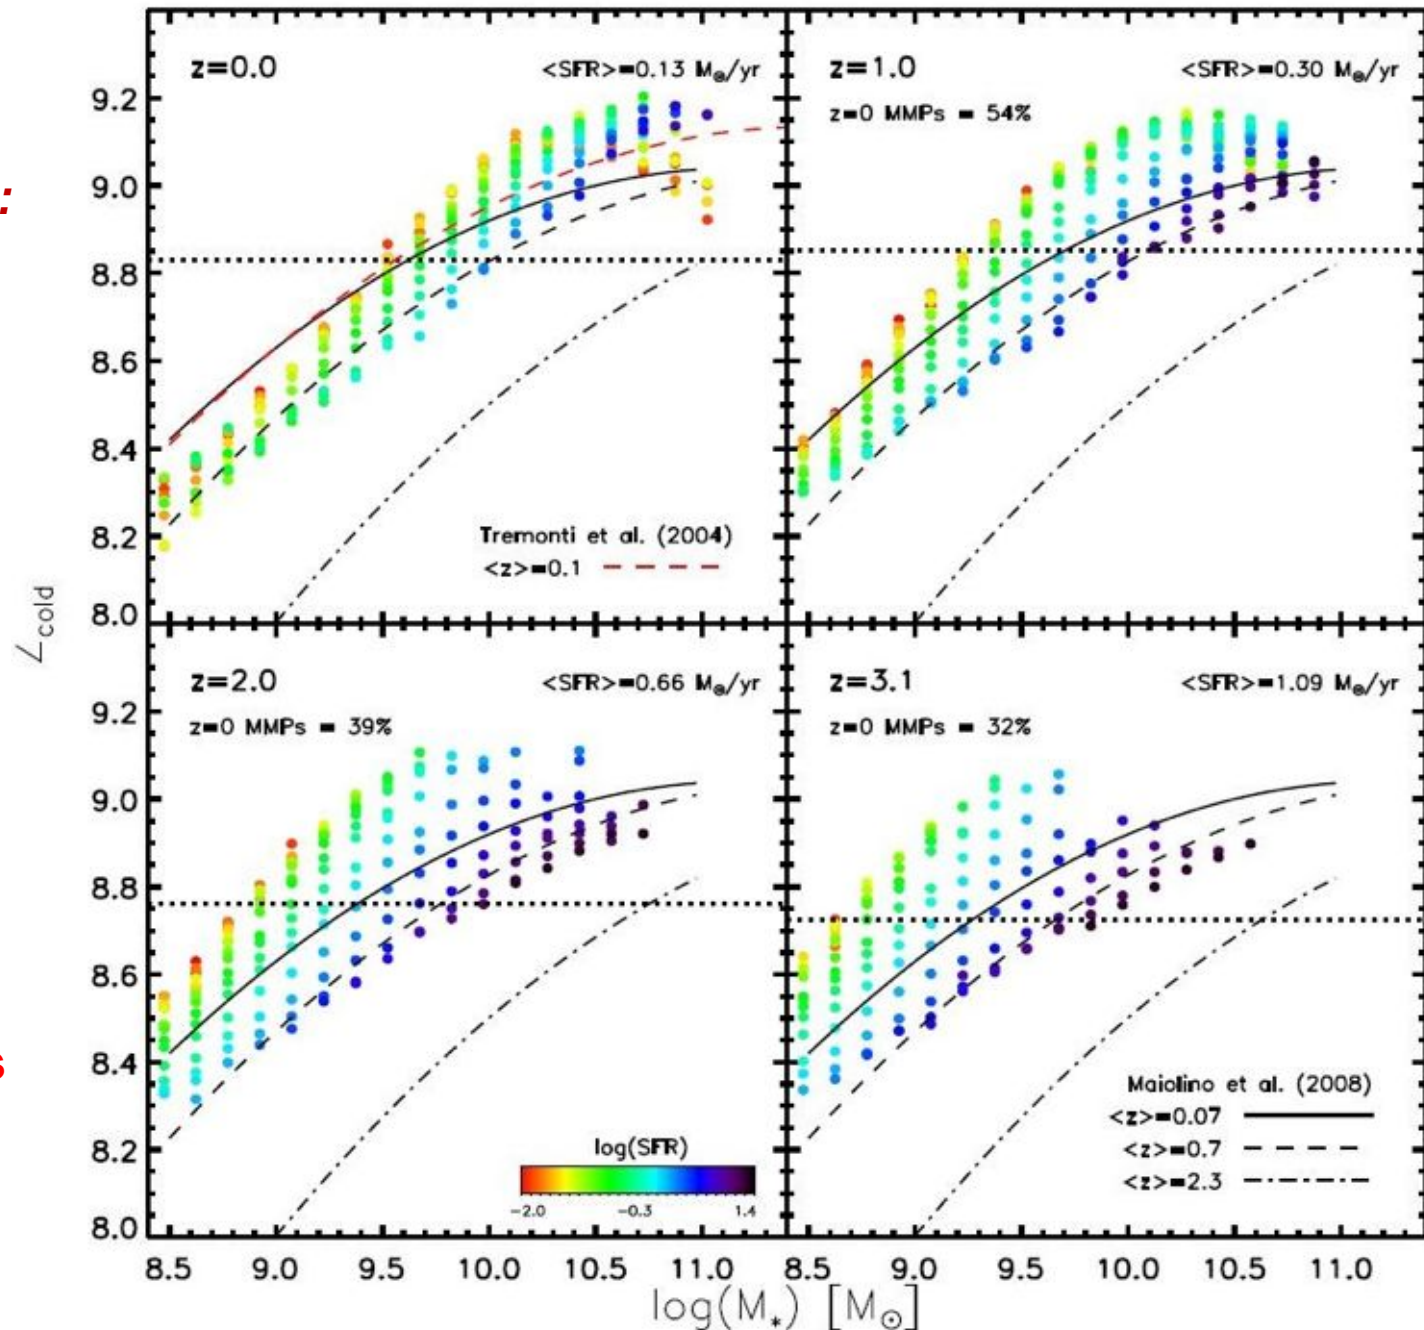 :
s
z=0.0
<SFR>=0.13 M⊙/yr
9.2
9.0
8.8
8.6
8.4
8.2
8.0
Tremonti et al. (2004)
<z>=0.1
z=1.0
<SFR>=0.30 M⊙/yr
z=0 MMPs = 54%
Zcold
z=2.0
<SFR>=0.66 M⊙/yr
z=0 MMPs = 39%
9.2
9.0
8.8
8.6
8.4
8.2
8.0
log(SFR)
-2.0 -0.3 1.4
z=3.1
<SFR>=1.09 M⊙/yr
z=0 MMPs = 32%
Maiolino et al. (2008)
<z>=0.07
<z>=0.7
<z>=2.3
8.5 9.0 9.5 10.0 10.5 11.0 8.5 9.0 9.5 10.0 10.5 11.0
log(M*) [M⊙]